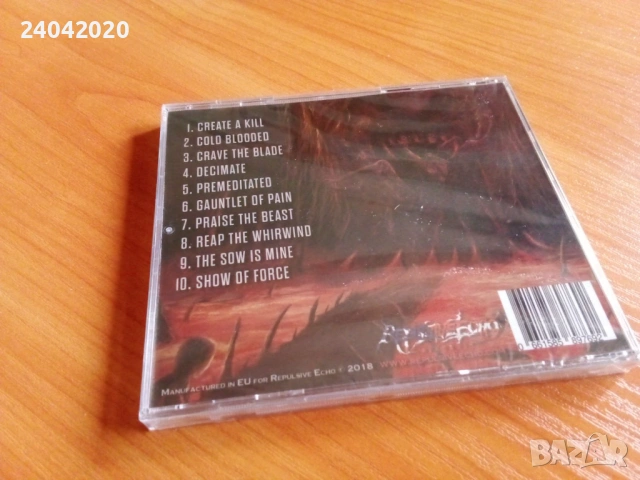 24042020
1. CREATE A KILL
2. COLD BLOODED
3. CRAVE THE BLADE
4. DECIMATE
5. PREMEDITATED
6. GAUNTLET OF PAIN
7. PRAISE THE BEAST
8. REAP THE WHIRWIND
9. THE SOW IS MINE
10. SHOW OF FORCE
MANUFACTURED IN EU FOR REPULSIVE ECHO © 2018
BAZAR